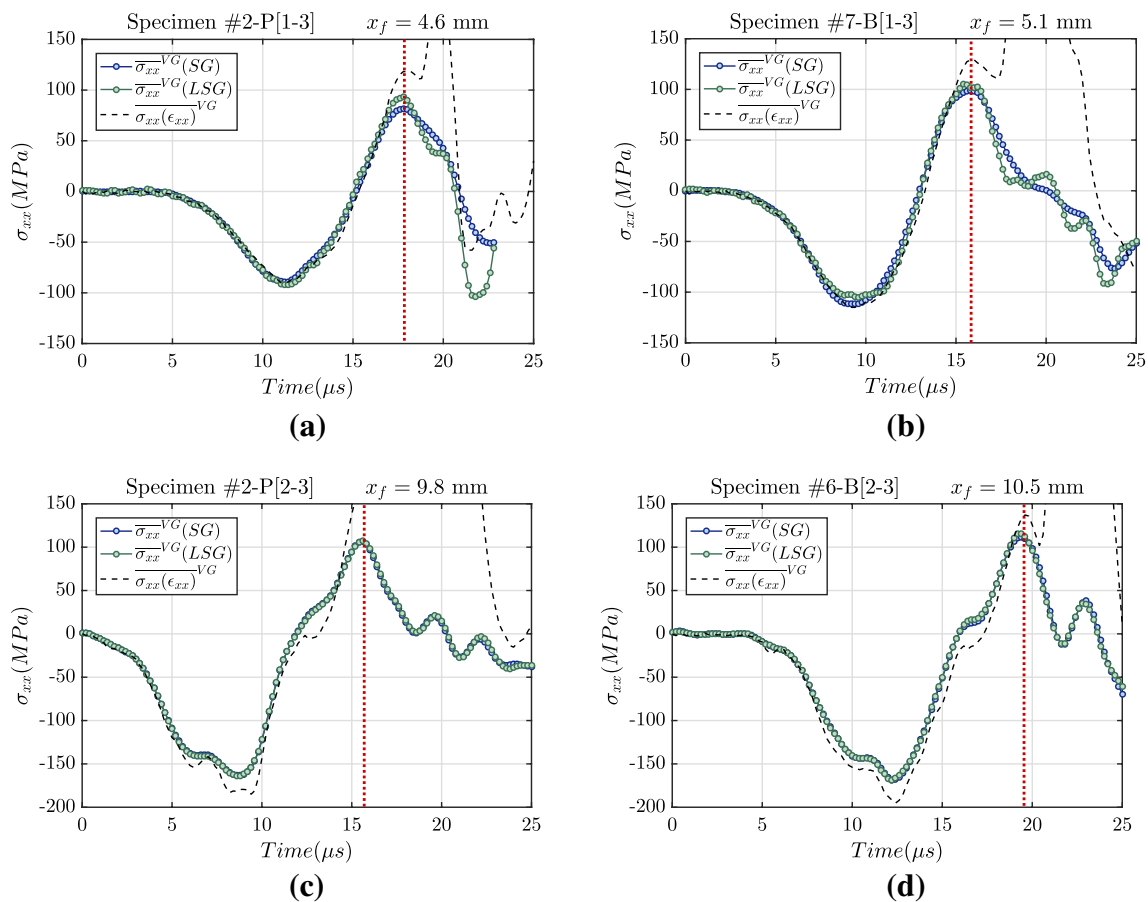 Specimen #2-P[1-3] x_f = 4.6 mm
150
100
50
0
-50
-100
-150
σ_xx(MPa)
σ_xx^VG(SG)
σ_xx^VG(LSG)
σ_xx(ϵ_xx)^VG
0 5 10 15 20 25
Time(μs)
(a)
Specimen #7-B[1-3] x_f = 5.1 mm
150
100
50
0
-50
-100
-150
σ_xx(MPa)
σ_xx^VG(SG)
σ_xx^VG(LSG)
σ_xx(ϵ_xx)^VG
0 5 10 15 20 25
Time(μs)
(b)
Specimen #2-P[2-3] x_f = 9.8 mm
150
100
50
0
-50
-100
-150
-200
σ_xx(MPa)
σ_xx^VG(SG)
σ_xx^VG(LSG)
σ_xx(ϵ_xx)^VG
0 5 10 15 20 25
Time(μs)
(c)
Specimen #6-B[2-3] x_f = 10.5 mm
150
100
50
0
-50
-100
-150
-200
σ_xx(MPa)
σ_xx^VG(SG)
σ_xx^VG(LSG)
σ_xx(ϵ_xx)^VG
0 5 10 15 20 25
Time(μs)
(d)